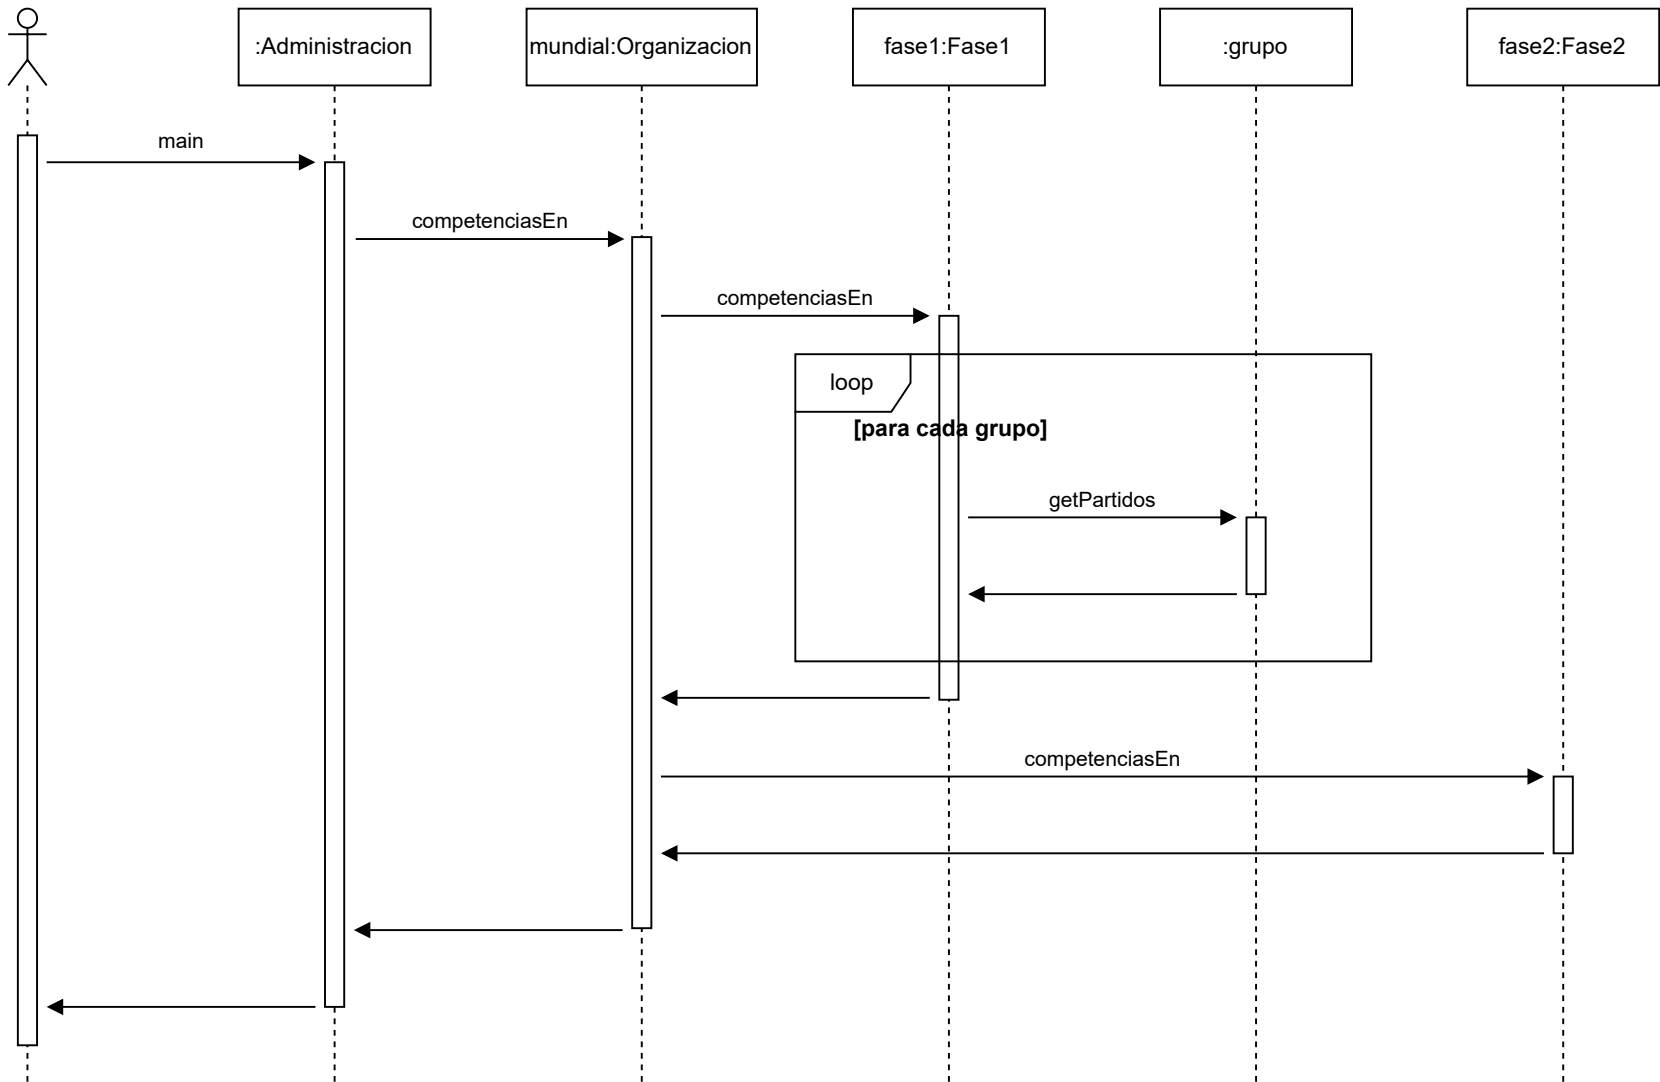 :Administracion
mundial:Organizacion
fase1:Fase1
:grupo
fase2:Fase2
main
competenciasEn
competenciasEn
loop
[para cada grupo]
getPartidos
competenciasEn